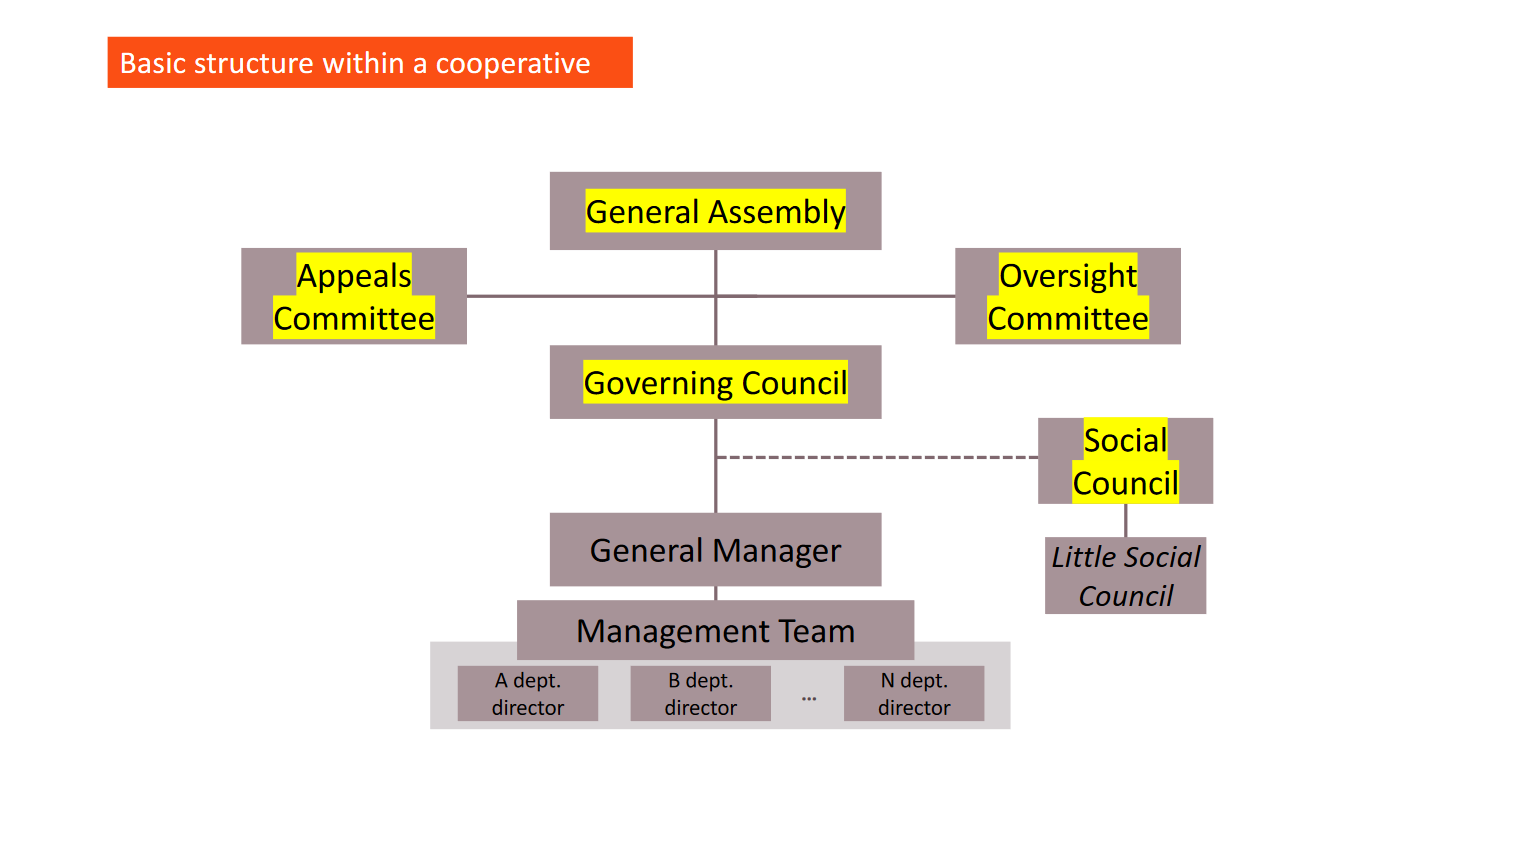 Basic structure within a cooperative
General Assembly
Appeals
Committee
Oversight
Committee
Governing Council
Social
Council
General Manager
Little Social
Council
Management Team
A dept.
director
B dept.
director
...
N dept.
director